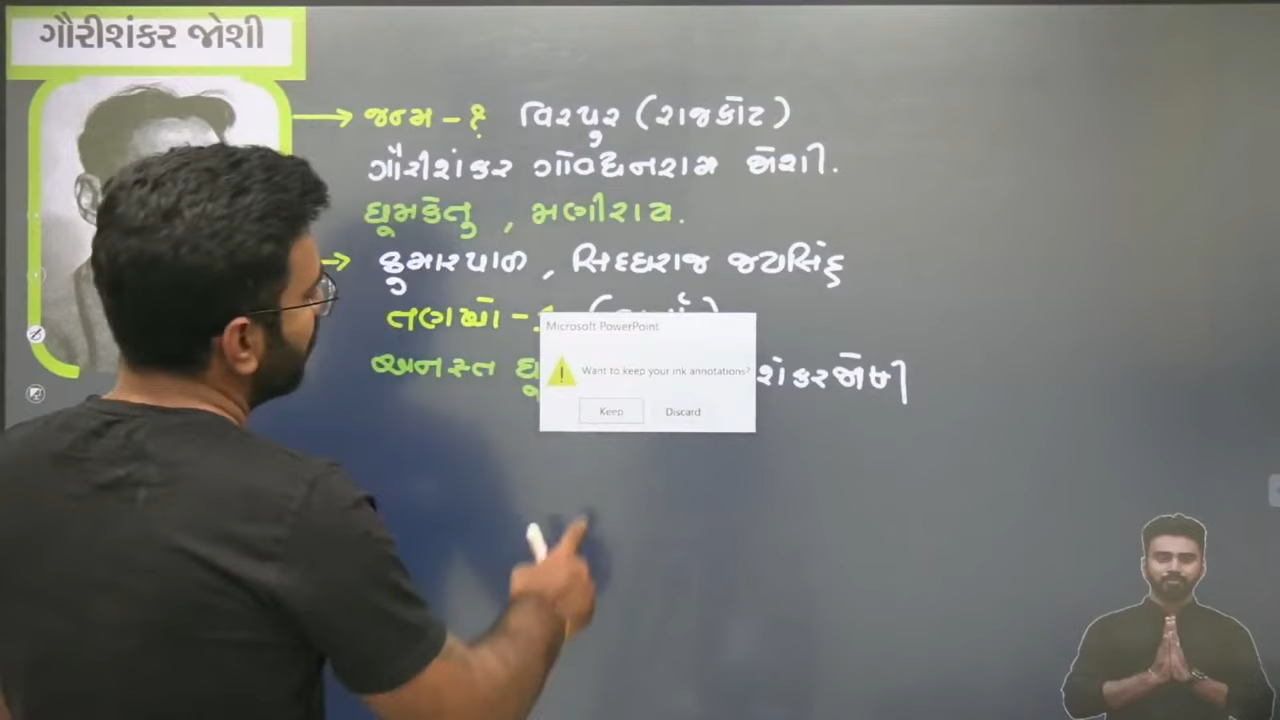 ગૌરીશંકર જોશી
જન્મ - ? વિરપુર (રાજકોટ)
ગૌરીશંકર ગોવર્ધનરામ જોશી.
ધૂમકેતુ, મણીરાય.
કુમારપાળ, સિદ્ધરાજ જયસિંહ
તણખો -
અનસ્ત શંકરજોષી
Microsoft PowerPoint
Want to keep your ink annotations?
Keep Discard